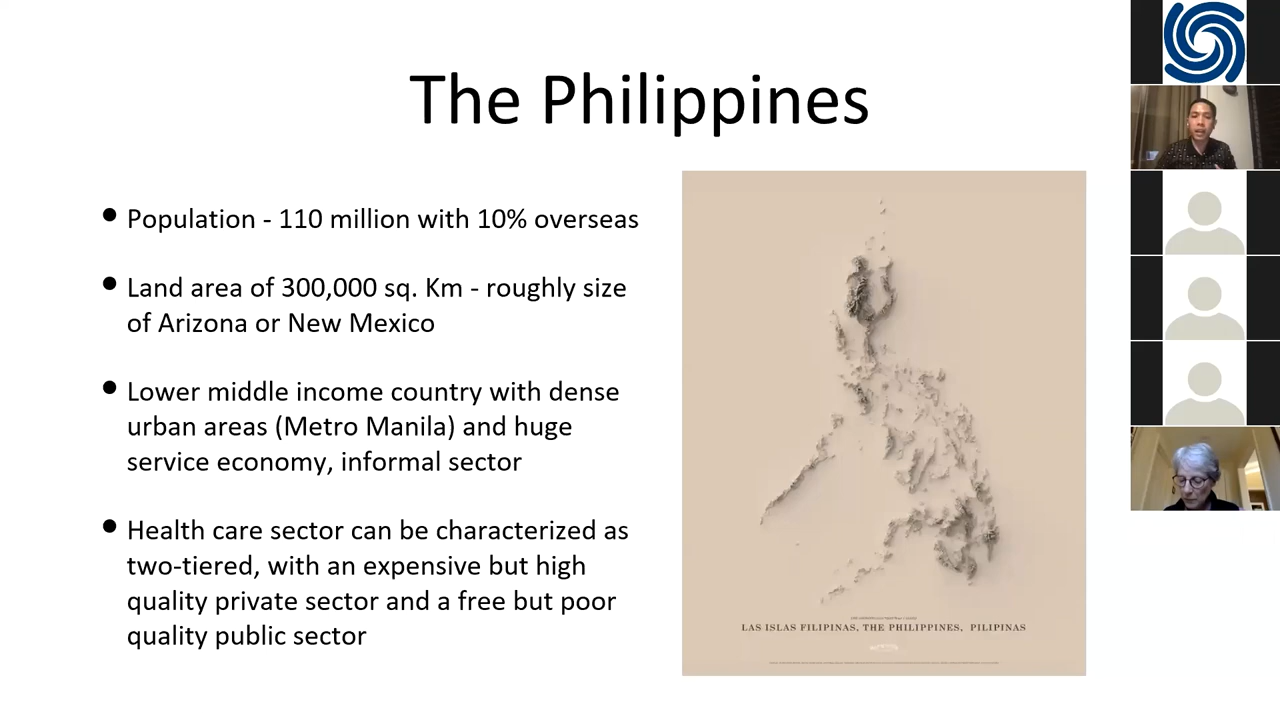 The Philippines
● Population - 110 million with 10% overseas
● Land area of 300,000 sq. Km - roughly size
of Arizona or New Mexico
● Lower middle income country with dense
urban areas (Metro Manila) and huge
service economy, informal sector
● Health care sector can be characterized as
two-tiered, with an expensive but high
quality private sector and a free but poor
quality public sector
LAS ISLAS FILIPINAS, THE PHILIPPINES, PILIPINAS